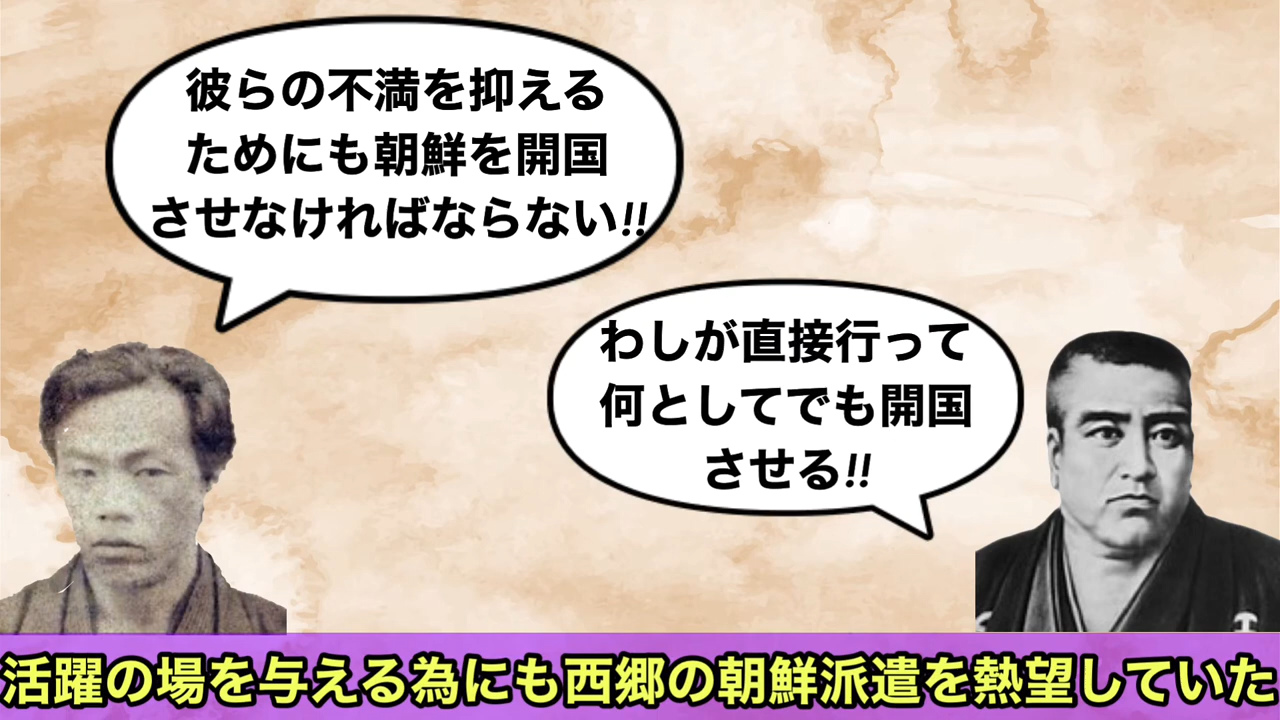 彼らの不満を抑える
ためにも朝鮮を開国
させなければならない!!
わしが直接行って
何としてでも開国
させる!!
活躍の場を与える為にも西郷の朝鮮派遣を熱望していた